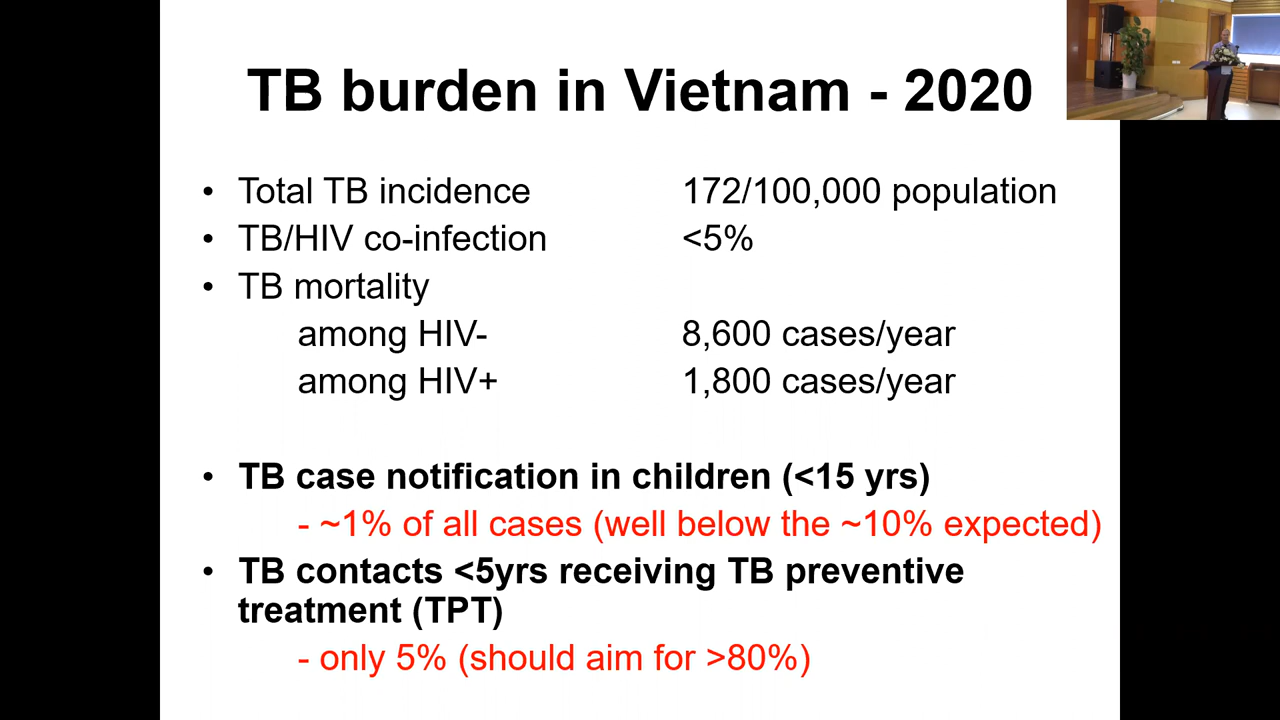 TB burden in Vietnam - 2020
• Total TB incidence 172/100,000 population
• TB/HIV co-infection <5%
• TB mortality
among HIV- 8,600 cases/year
among HIV+ 1,800 cases/year
• TB case notification in children (<15 yrs)
- ~1% of all cases (well below the ~10% expected)
• TB contacts <5yrs receiving TB preventive
treatment (TPT)
- only 5% (should aim for >80%)